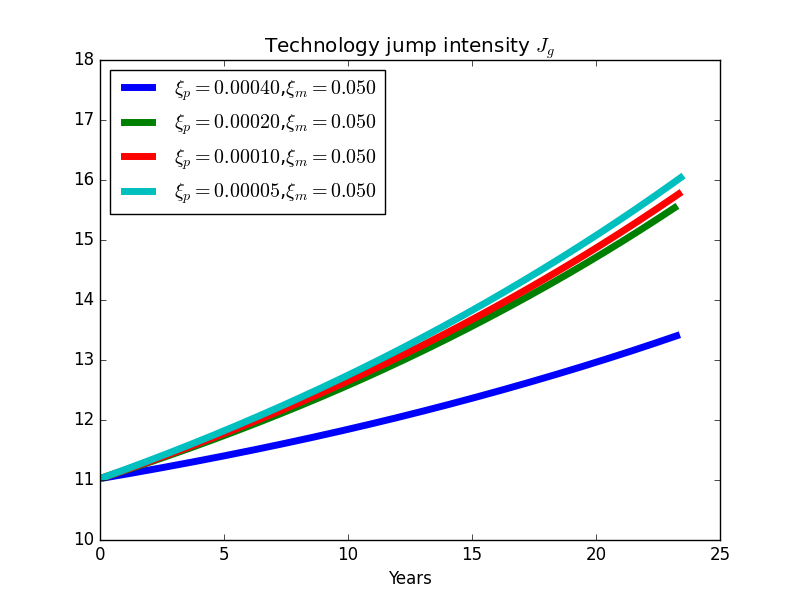 Technology jump intensity J_g
18
17
16
15
14
13
12
11
10
ξ_p = 0.00040,ξ_m = 0.050
ξ_p = 0.00020,ξ_m = 0.050
ξ_p = 0.00010,ξ_m = 0.050
ξ_p = 0.00005,ξ_m = 0.050
0 5 10 15 20 25
Years